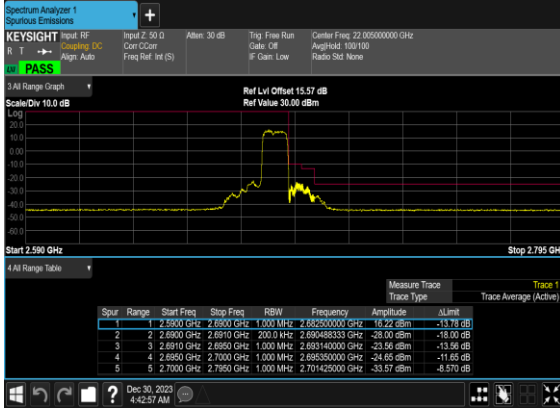 Spectrum Analyzer 1
Spurious Emissions
+
KEYSIGHT Input: RF Input Z: 50 Ω Atten: 30 dB Trig: Free Run Center Freq: 22.005000000 GHz
R T Coupling: DC Corr CCorr Gate: Off Avg|Hold: 100/100
Align: Auto Freq Ref: Int (S) IF Gain: Low Radio Std: None
PASS
3 All Range Graph
Ref Lvl Offset 15.57 dB
Scale/Div 10.0 dB Ref Value 30.00 dBm
Log
20.0
10.0
0.00
-10.0
-20.0
-30.0
-40.0
-50.0
-60.0
Start 2.590 GHz Stop 2.795 GH
4 All Range Table
Measure Trace Trace 1
Trace Type Trace Average (Active)
Spur Range Start Freq Stop Freq RBW Frequency Amplitude ΔLimit
1 1 2.5900 GHz 2.6900 GHz 1.000 MHz 2.682500000 GHz 16.22 dBm -13.78 dB
2 2 2.6900 GHz 2.6910 GHz 200.0 kHz 2.690488333 GHz -28.00 dBm -18.00 dB
3 3 2.6910 GHz 2.6950 GHz 1.000 MHz 2.693140000 GHz -23.56 dBm -13.56 dB
4 4 2.6950 GHz 2.7000 GHz 1.000 MHz 2.695350000 GHz -24.65 dBm -11.65 dB
5 5 2.7000 GHz 2.7950 GHz 1.000 MHz 2.701425000 GHz -33.57 dBm -8.570 dB
? Dec 30, 2023
4:42:57 AM